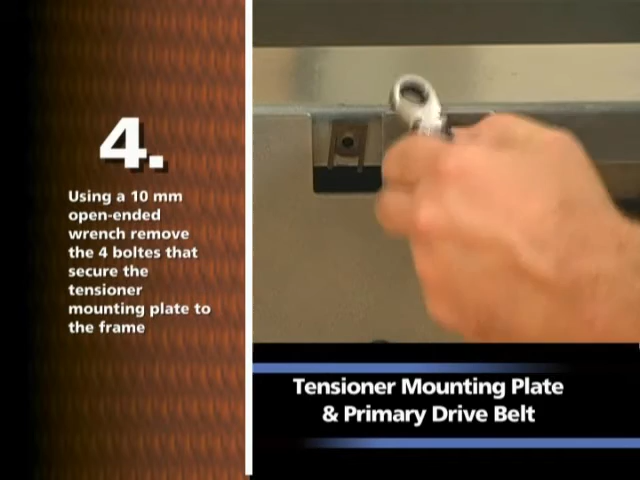 4.
Using a 10 mm
open-ended
wrench remove
the 4 boltes that
secure the
tensioner
mounting plate to
the frame
Tensioner Mounting Plate
& Primary Drive Belt